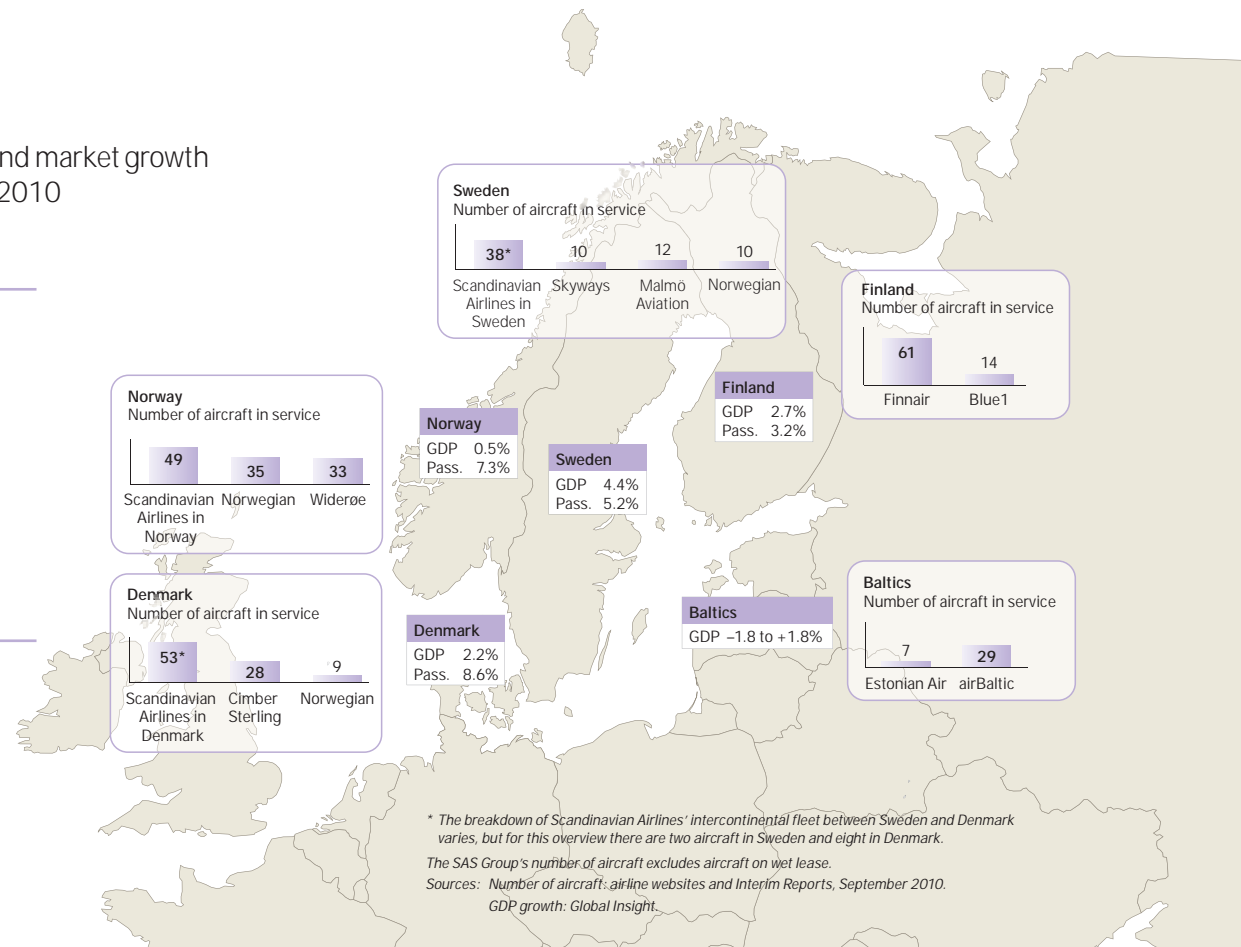 nd market growth
2010
Sweden
Number of aircraft in service
38*
10
12
10
Scandinavian Airlines in Sweden
Skyways
Malmö Aviation
Norwegian
Finland
Number of aircraft in service
61
14
Finnair
Blue1
Norway
Number of aircraft in service
49
35
33
Scandinavian Airlines in Norway
Norwegian
Widerøe
Norway
GDP 0.5%
Pass. 7.3%
Sweden
GDP 4.4%
Pass. 5.2%
Finland
GDP 2.7%
Pass. 3.2%
Denmark
Number of aircraft in service
53*
28
9
Scandinavian Airlines in Denmark
Cimber Sterling
Norwegian
Denmark
GDP 2.2%
Pass. 8.6%
Baltics
GDP –1.8 to +1.8%
Baltics
Number of aircraft in service
7
29
Estonian Air
airBaltic
* The breakdown of Scandinavian Airlines’ intercontinental fleet between Sweden and Denmark
varies, but for this overview there are two aircraft in Sweden and eight in Denmark.
The SAS Group’s number of aircraft excludes aircraft on wet lease.
Sources: Number of aircraft: airline websites and Interim Reports, September 2010.
GDP growth: Global Insight.